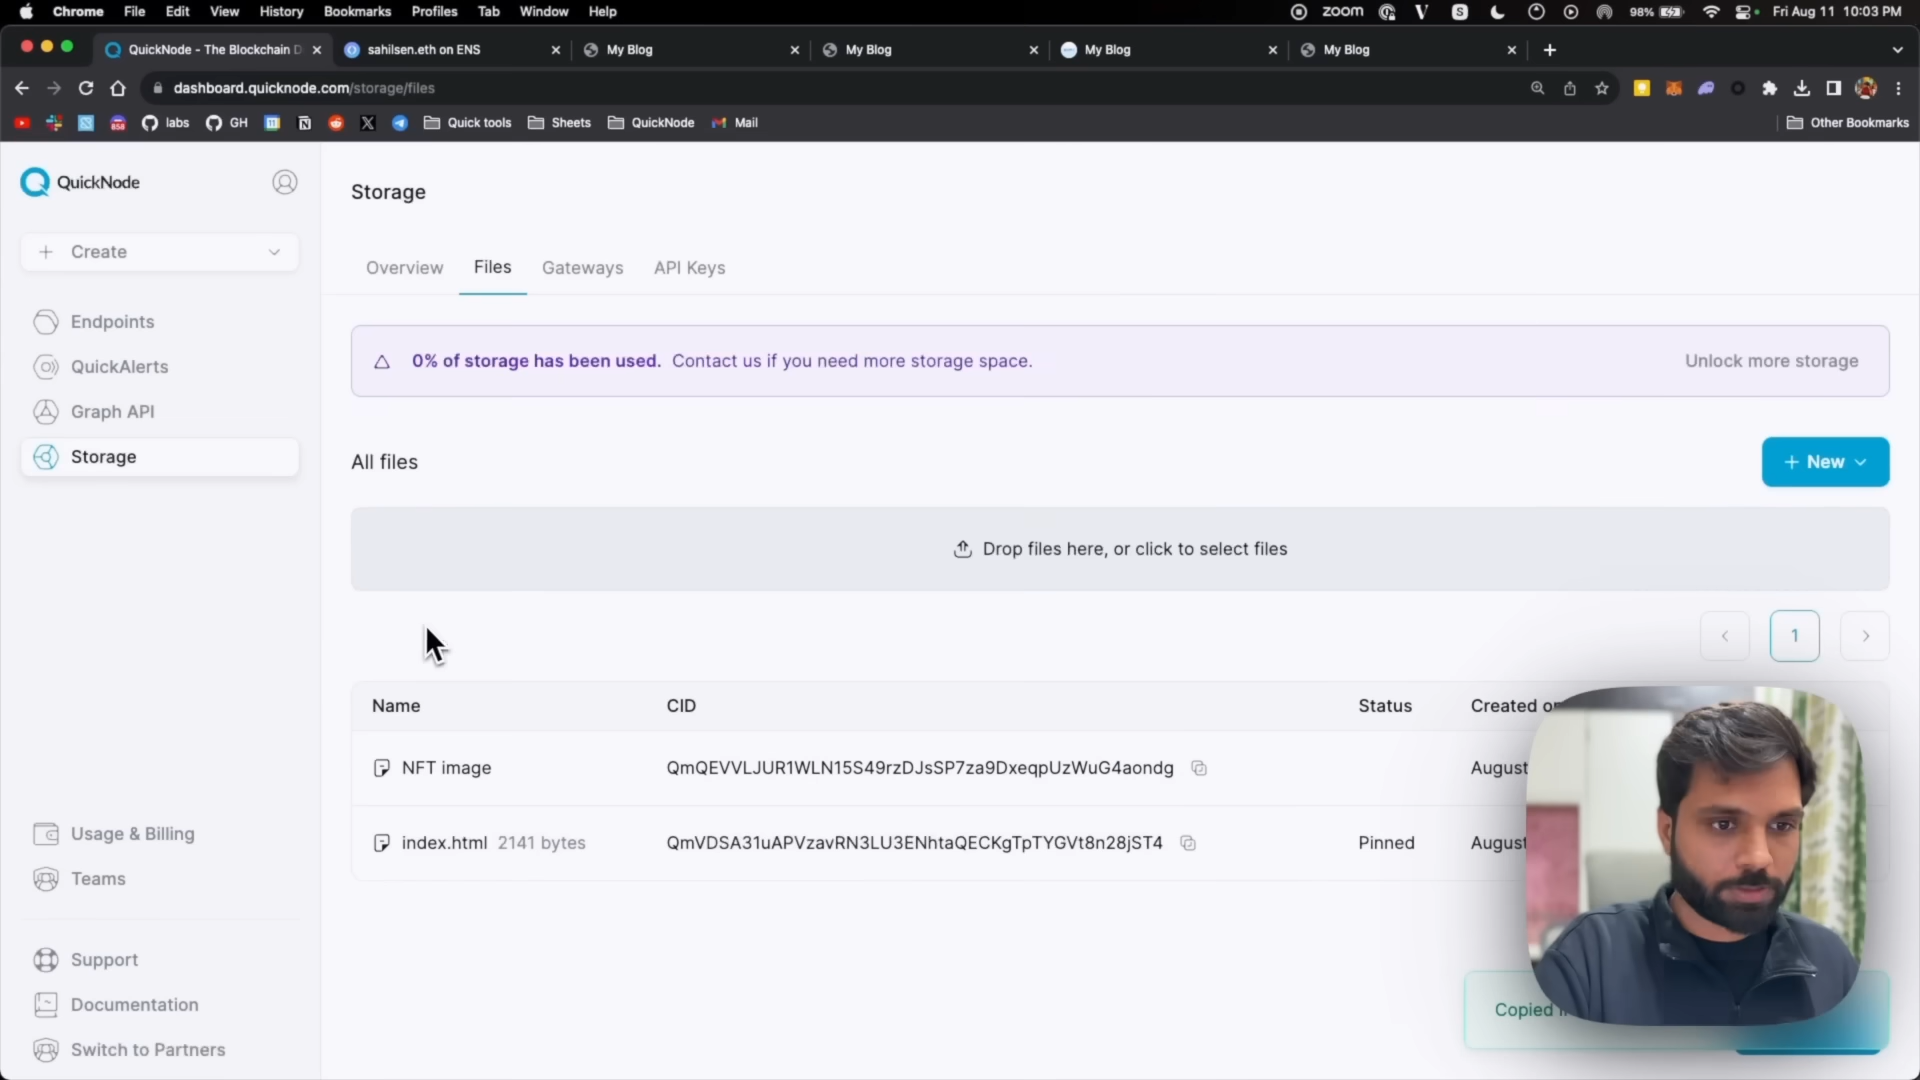 Chrome File Edit View History Bookmarks Profiles Tab Window Help zoom V S 98% Fri Aug 11 10:03 PM
QuickNode - The Blockchain D sahilsen.eth on ENS My Blog My Blog My Blog My Blog
dashboard.quicknode.com/storage/files
labs GH Quick tools Sheets QuickNode Mail Other Bookmarks
QuickNode
Storage
Create
Overview Files Gateways API Keys
Endpoints
0% of storage has been used. Contact us if you need more storage space. Unlock more storage
QuickAlerts
Graph API
Storage
All files
+ New
Drop files here, or click to select files
1
Name CID Status Created on
NFT image QmQEVVLJUR1WLN15S49rzDJsSP7za9DxeqpUzWuG4aondg August
Usage & Billing
index.html 2141 bytes QmVDSA31uAPVzavRN3LU3ENhtaQECKgTpTYGVt8n28jST4 Pinned August
Teams
Support
Documentation
Copied
Switch to Partners